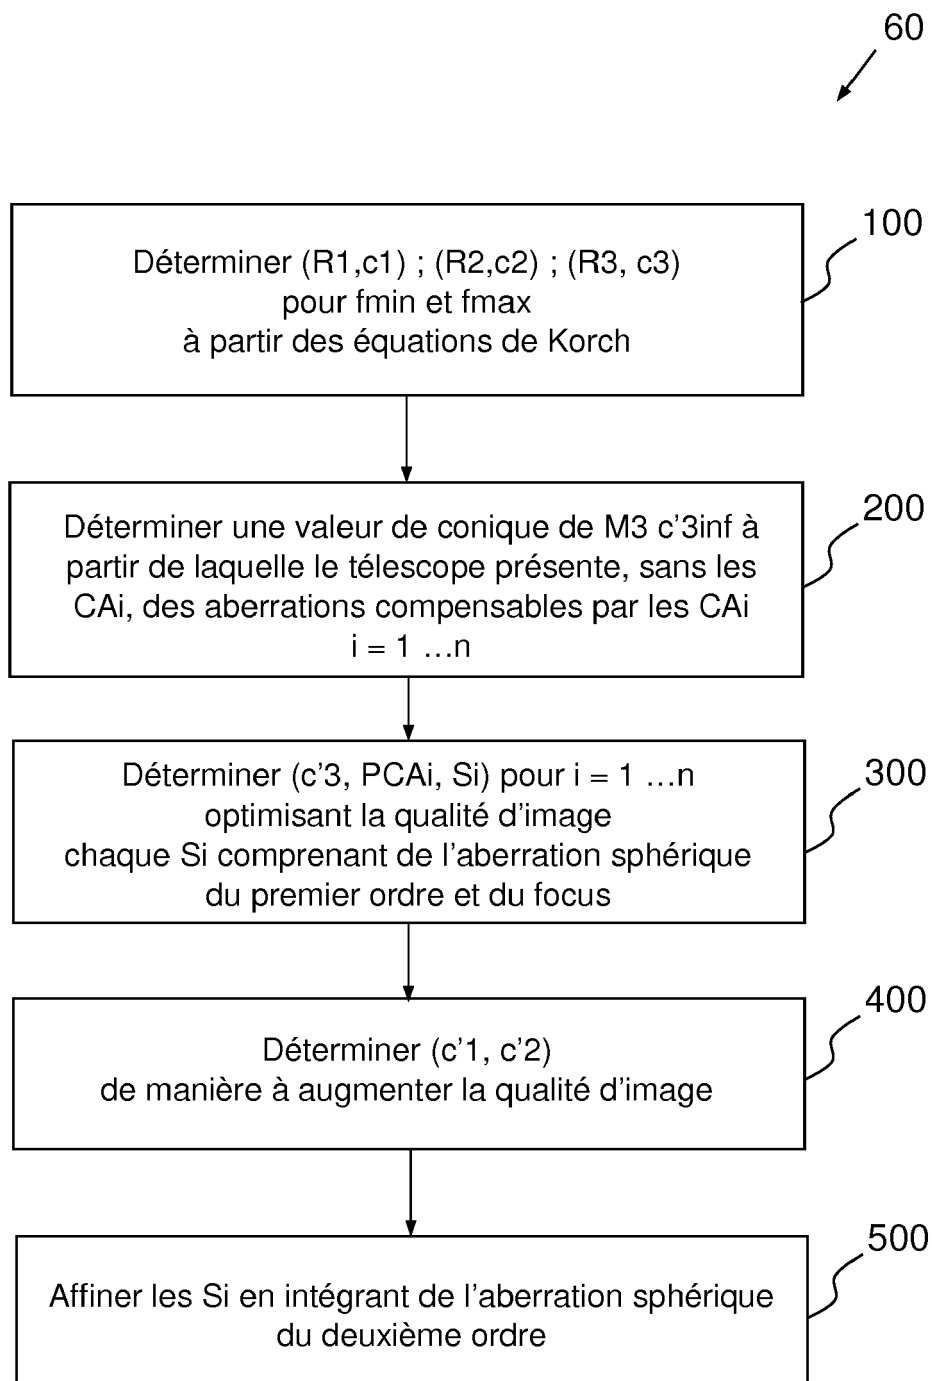 60
100
Déterminer (R1,c1) ; (R2,c2) ; (R3, c3)
pour fmin et fmax
à partir des équations de Korch
200
Déterminer une valeur de conique de M3 c’3inf à
partir de laquelle le télescope présente, sans les
CAi, des aberrations compensables par les CAi
i = 1 …n
300
Déterminer (c’3, PCAi, Si) pour i = 1 …n
optimisant la qualité d’image
chaque Si comprenant de l’aberration sphérique
du premier ordre et du focus
400
Déterminer (c’1, c’2)
de manière à augmenter la qualité d’image
500
Affiner les Si en intégrant de l’aberration sphérique
du deuxième ordre